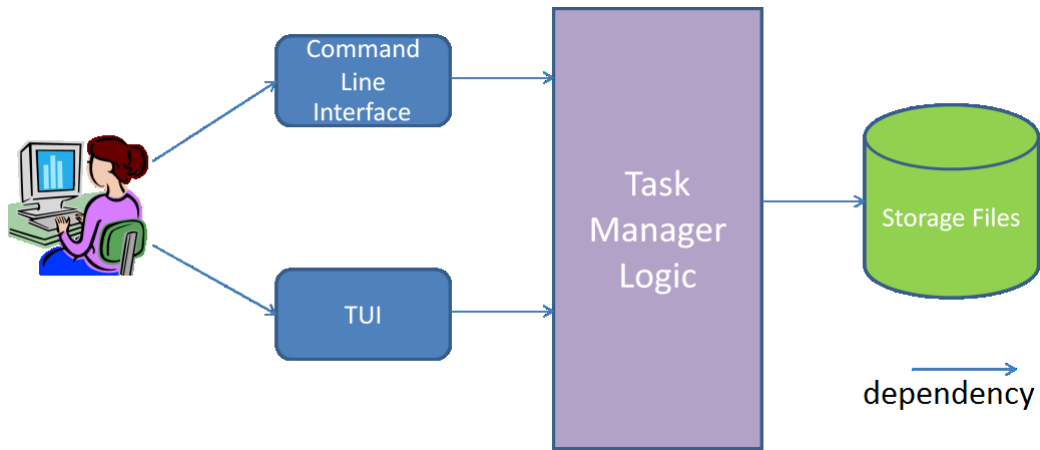 Command
Line
Interface
TUI
Task
Manager
Logic
Storage Files
dependency